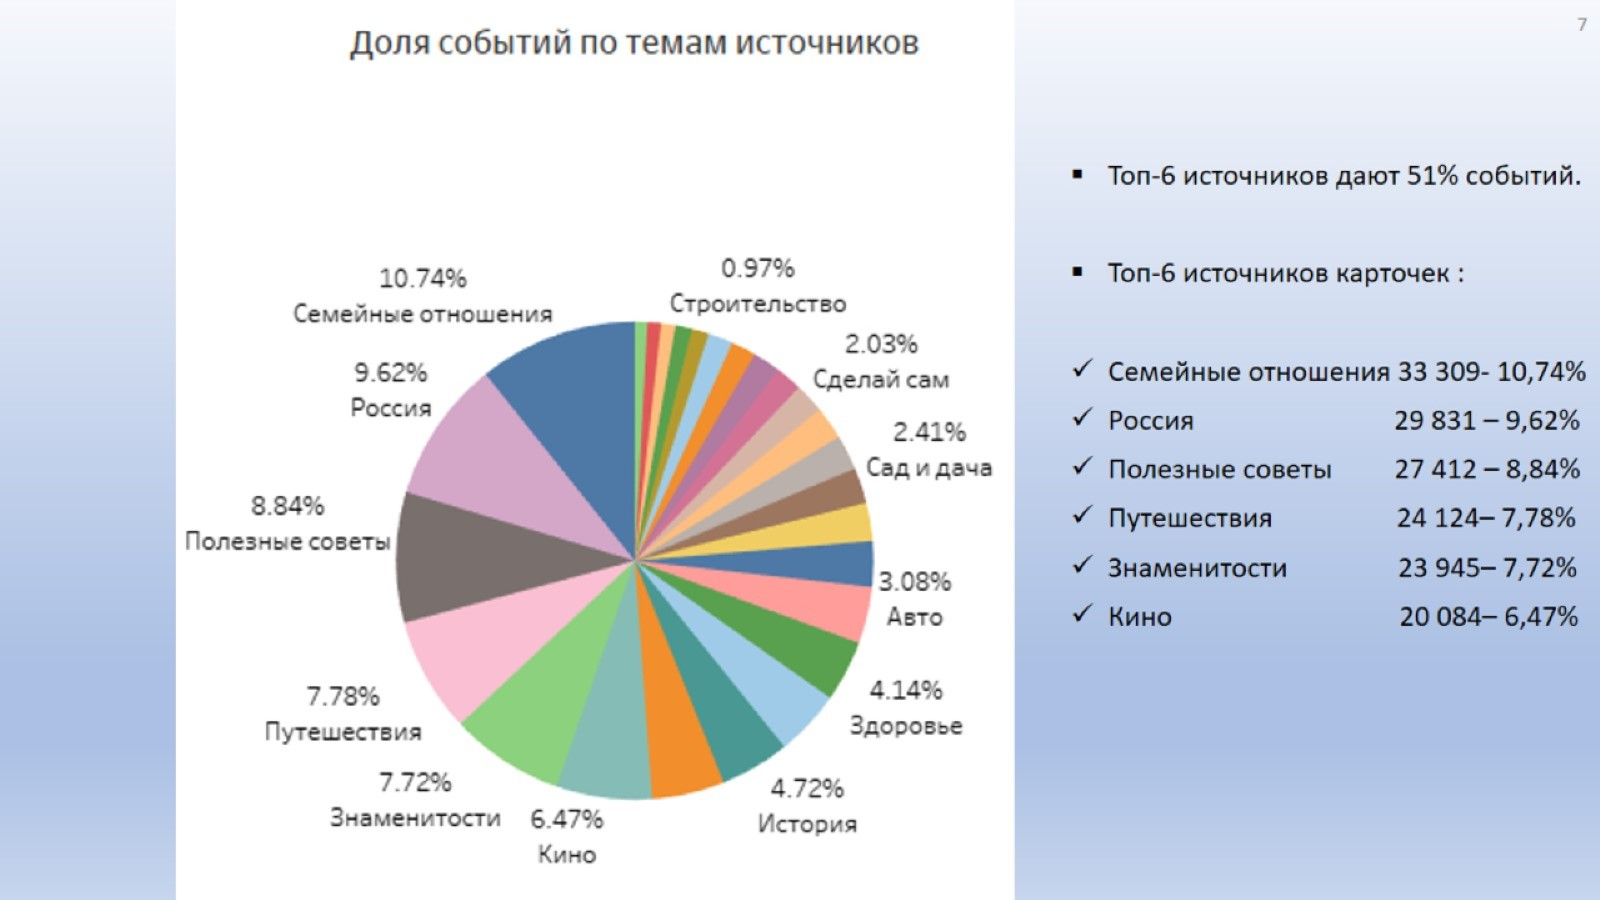 7
Доля событий по темам источников
10.74%
Семейные отношения
0.97%
Строительство
2.03%
Сделай сам
9.62%
Россия
2.41%
Сад и дача
8.84%
Полезные советы
3.08%
Авто
4.14%
Здоровье
7.78%
Путешествия
7.72%
Знаменитости
6.47%
Кино
4.72%
История
▪ Топ-6 источников дают 51% событий.
▪ Топ-6 источников карточек :
✓ Семейные отношения 33 309- 10,74%
✓ Россия 29 831 – 9,62%
✓ Полезные советы 27 412 – 8,84%
✓ Путешествия 24 124– 7,78%
✓ Знаменитости 23 945– 7,72%
✓ Кино 20 084– 6,47%